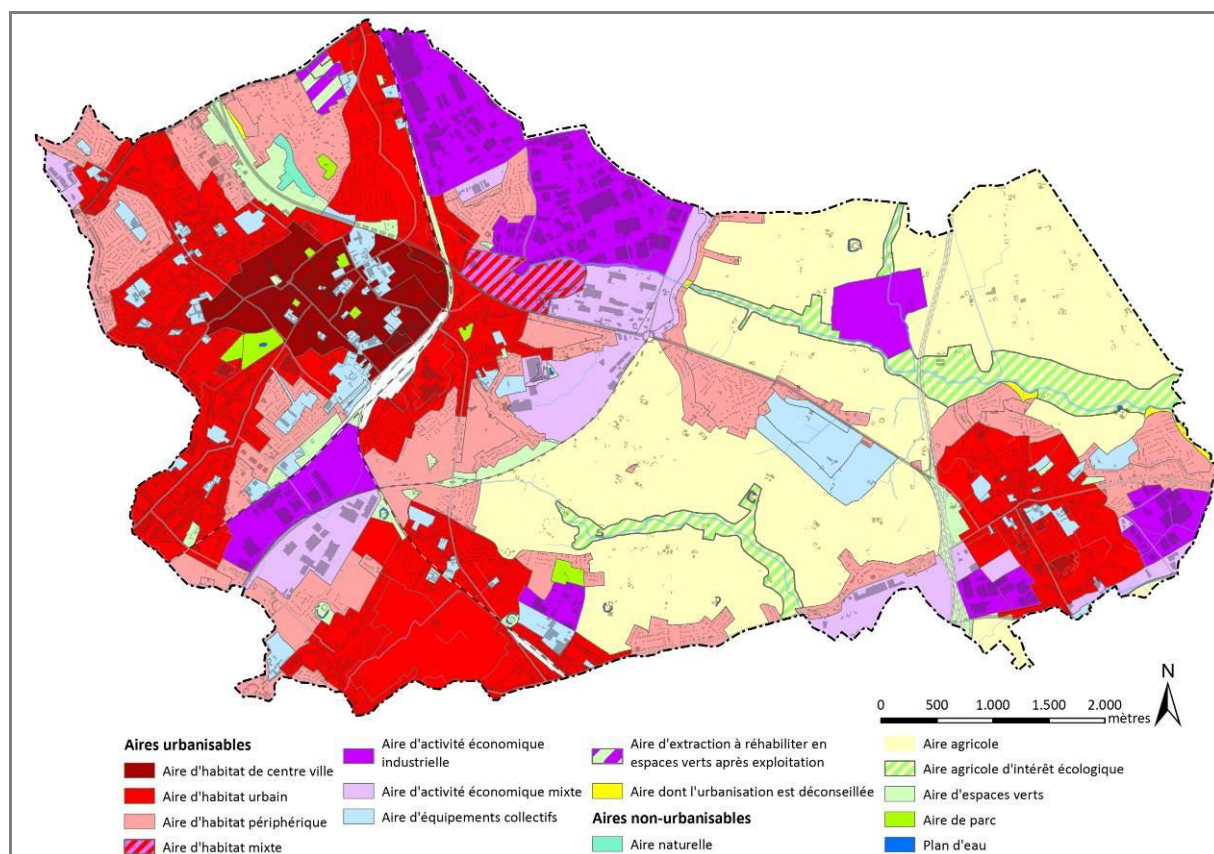 N
0 500 1.000 1.500 2.000
mètres
Aires urbanisables
Aire d'habitat de centre ville
Aire d'habitat urbain
Aire d'habitat périphérique
Aire d'habitat mixte
Aire d'activité économique
industrielle
Aire d'activité économique mixte
Aire d'équipements collectifs
Aire d'extraction à réhabiliter en
espaces verts après exploitation
Aire dont l'urbanisation est déconseillée
Aires non-urbanisables
Aire naturelle
Aire agricole
Aire agricole d'intérêt écologique
Aire d'espaces verts
Aire de parc
Plan d'eau